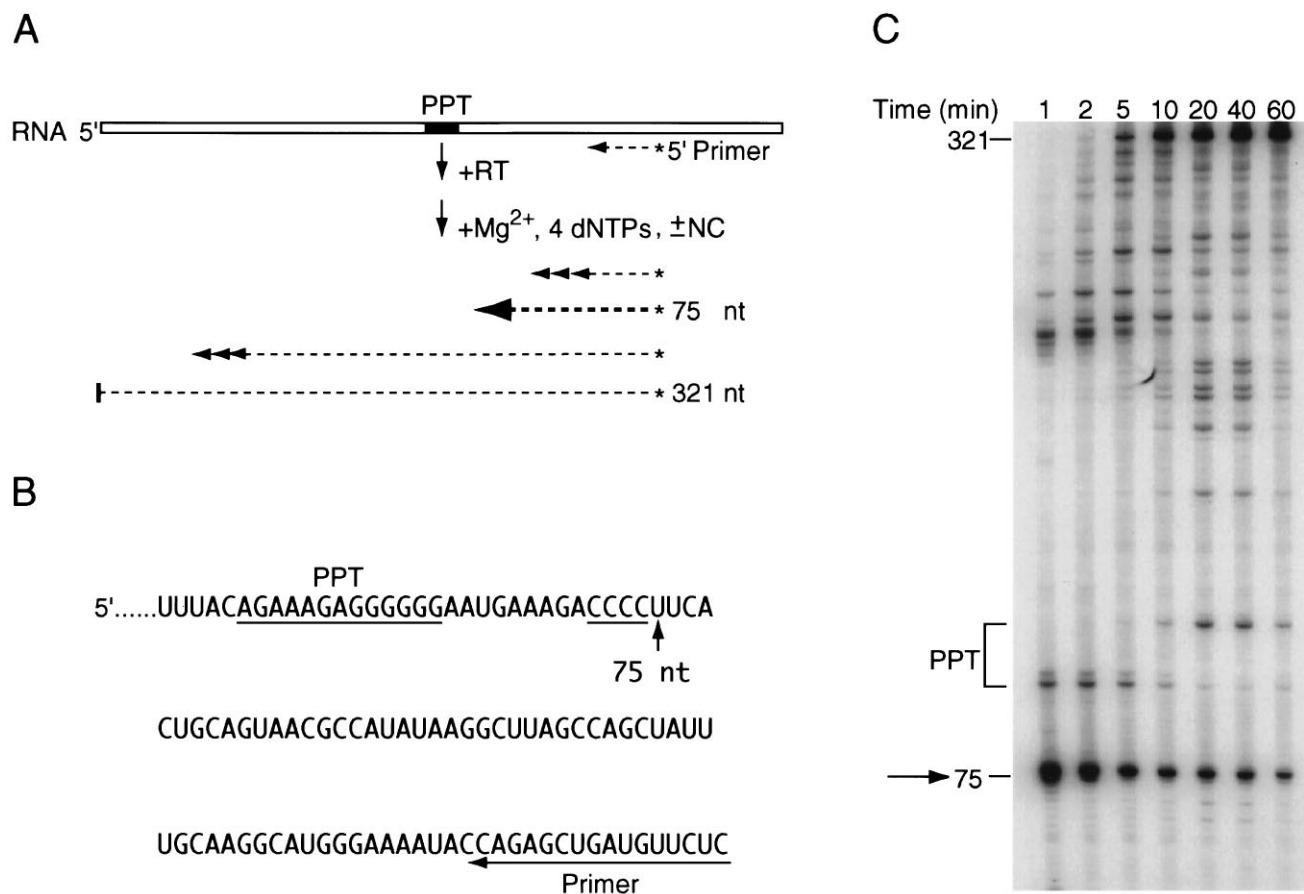 A
PPT
RNA 5'
*5' Primer
+RT
+Mg2+, 4 dNTPs, ±NC
*
* 75 nt
*
* 321 nt
B
PPT
5'......UUUACAGAAAGAGGGGGGAAUGAAAGACCCCUUCA
75 nt
CUGCAGUAACGCCAUAUAAGGCUUAGCCAGCUAUU
UGCAAGGCAUGGGAAAAUACCAGAGCUGAUGUUCUC
Primer
C
Time (min) 1 2 5 10 20 40 60
321
PPT
75